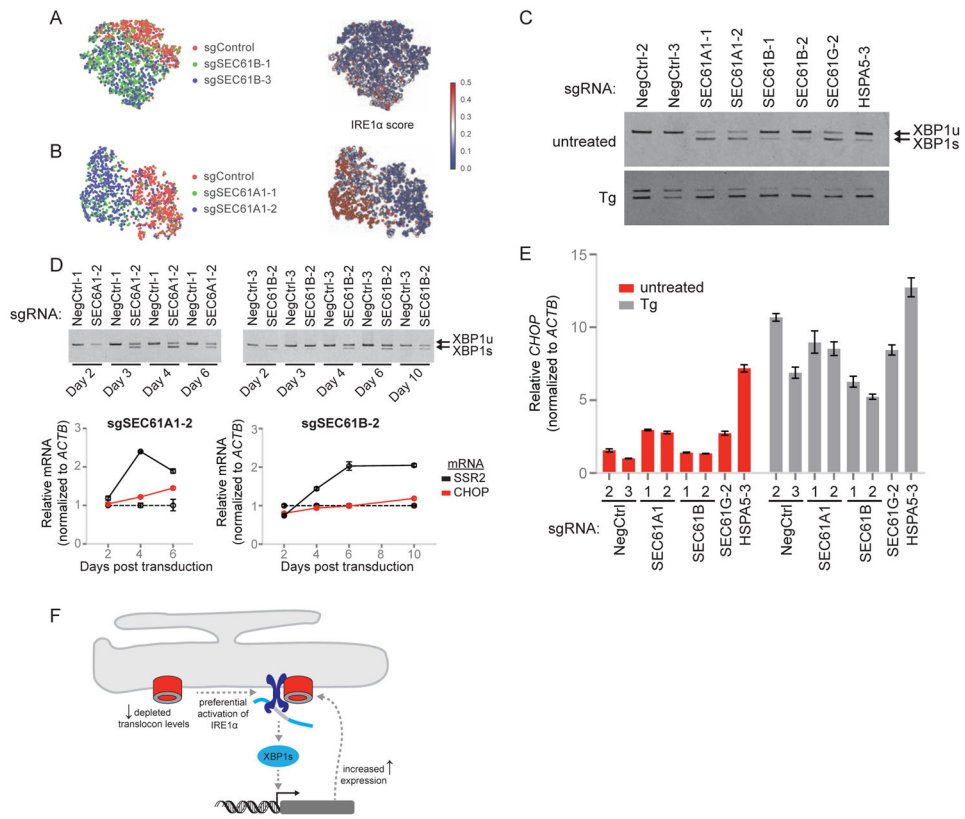 A
sgControl
sgSEC61B-1
sgSEC61B-3
IRE1α score
0.5
0.4
0.3
0.2
0.1
0.0
B
sgControl
sgSEC61A1-1
sgSEC61A1-2
C
sgRNA:
NegCtrl-2
NegCtrl-3
SEC61A1-1
SEC61A1-2
SEC61B-1
SEC61B-2
SEC61G-2
HSPA5-3
untreated
XBP1u
XBP1s
Tg
D
sgRNA:
NegCtrl-1
SEC6A1-2
NegCtrl-1
SEC6A1-2
NegCtrl-1
SEC6A1-2
NegCtrl-1
SEC6A1-2
NegCtrl-3
SEC61B-2
NegCtrl-3
SEC61B-2
NegCtrl-3
SEC61B-2
NegCtrl-3
SEC61B-2
NegCtrl-3
SEC61B-2
XBP1u
XBP1s
Day 2
Day 3
Day 4
Day 6
Day 2
Day 3
Day 4
Day 6
Day 10
sgSEC61A1-2
Relative mRNA
(normalized to ACTB)
3
2
1
2 4 6
Days post transduction
sgSEC61B-2
Relative mRNA
(normalized to ACTB)
3
2
1
2 4 6 10
Days post transduction
mRNA
SSR2
CHOP
E
untreated
Tg
Relative CHOP
(normalized to ACTB)
15
10
5
0
sgRNA:
2 3 1 2 1 2
NegCtrl
SEC61A1
SEC61B
SEC61G-2
HSPA5-3
2 3 1 2 1 2
NegCtrl
SEC61A1
SEC61B
SEC61G-2
HSPA5-3
F
↓ depleted
translocon levels
preferential
activation of
IRE1α
XBP1s
increased ↑
expression